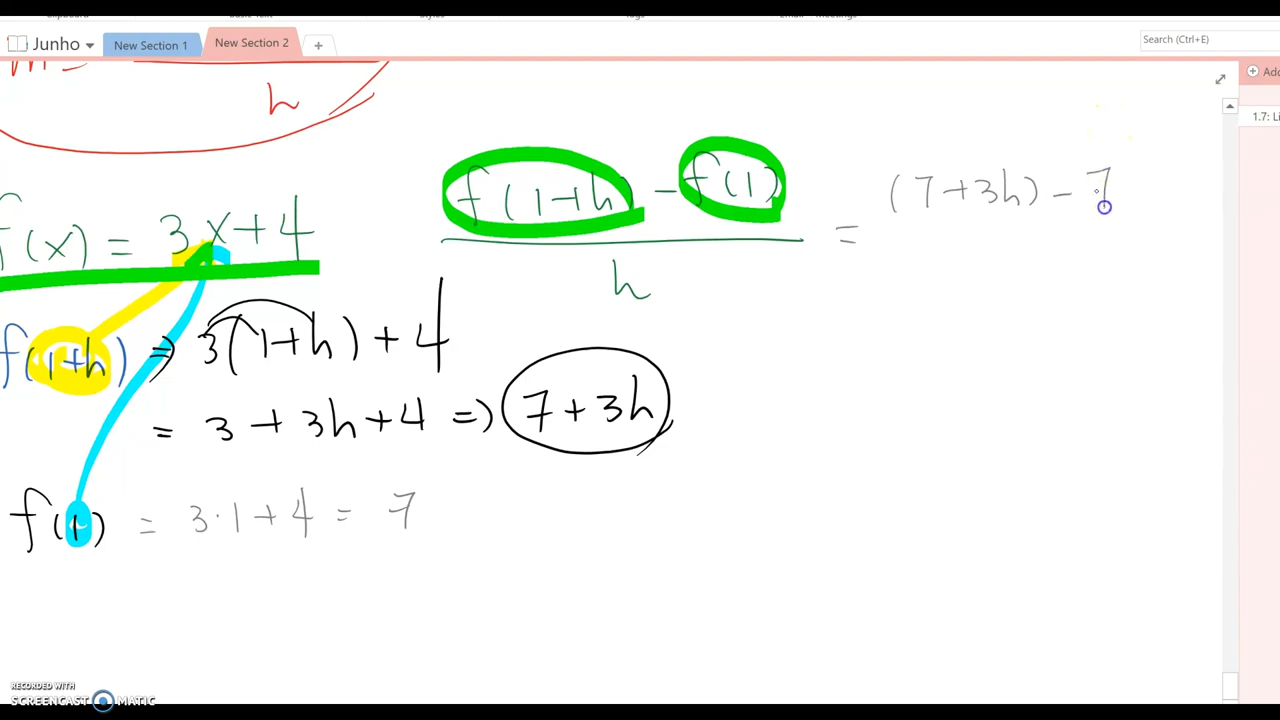 Junho
New Section 1
New Section 2
+
Search (Ctrl+E)
Add
1.7: Li
h
f(1+h) - f(1)
h
= (7+3h) - 7
f(x) = 3x+4
f(1+h) => 3(1+h)+4
= 3+3h+4 => 7+3h
f(1) = 3·1+4 = 7
RECORDED WITH
SCREENCAST MATIC